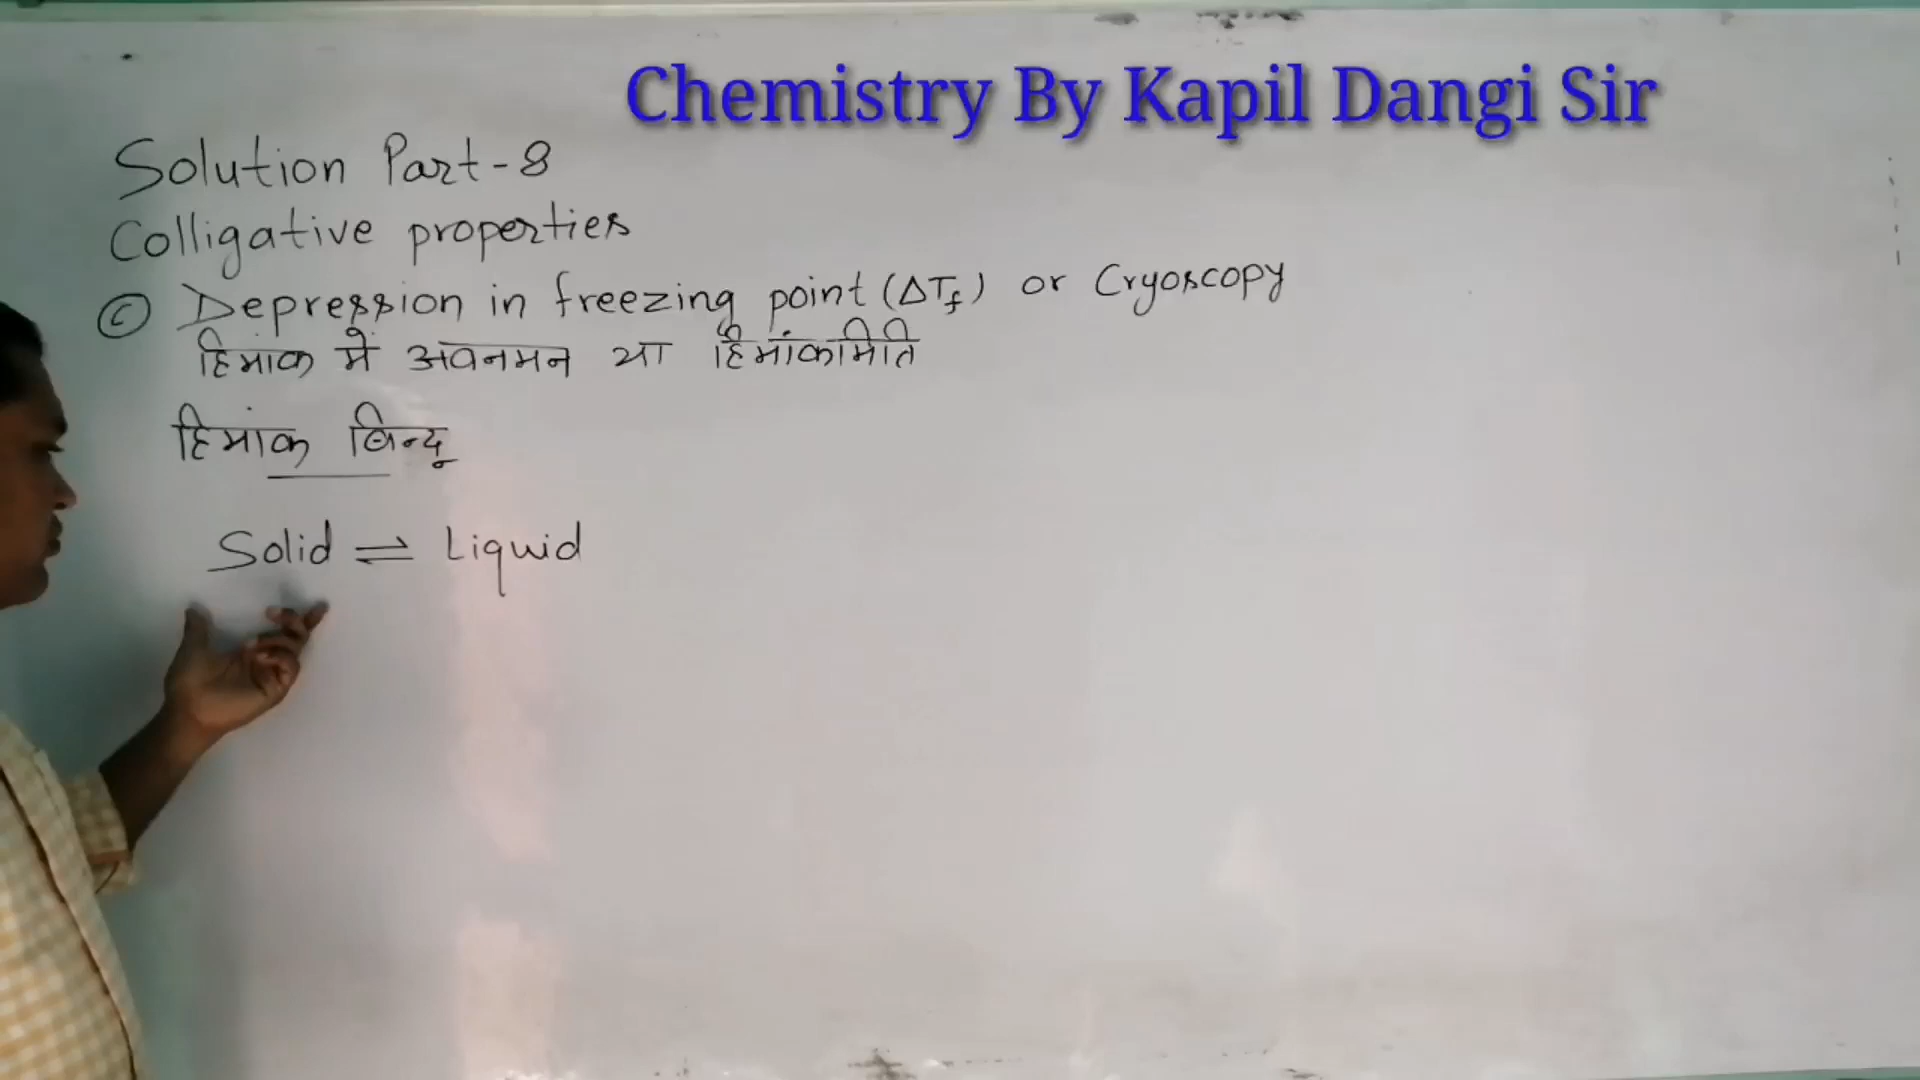 Chemistry By Kapil Dangi Sir
Solution Part-8
Colligative properties
(C) Depression in freezing point (ΔTf) or Cryoscopy
हिमांक में अवनमन या हिमांकमिति
हिमांक बिन्दू
Solid ⇌ Liquid